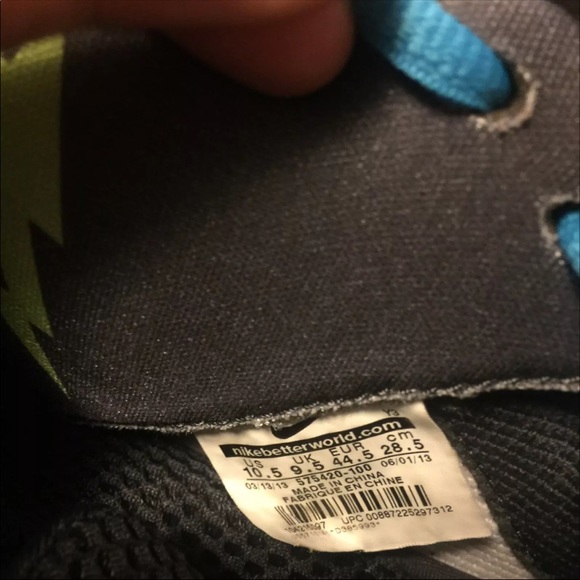 Y3
nikebetterworld.com
US UK EUR cm
10.5 9.5 44.5 28.5
03/13/13 575420-100 06/01/13
MADE IN CHINA
FABRIQUÉ EN CHINE
UPC 00887225297312